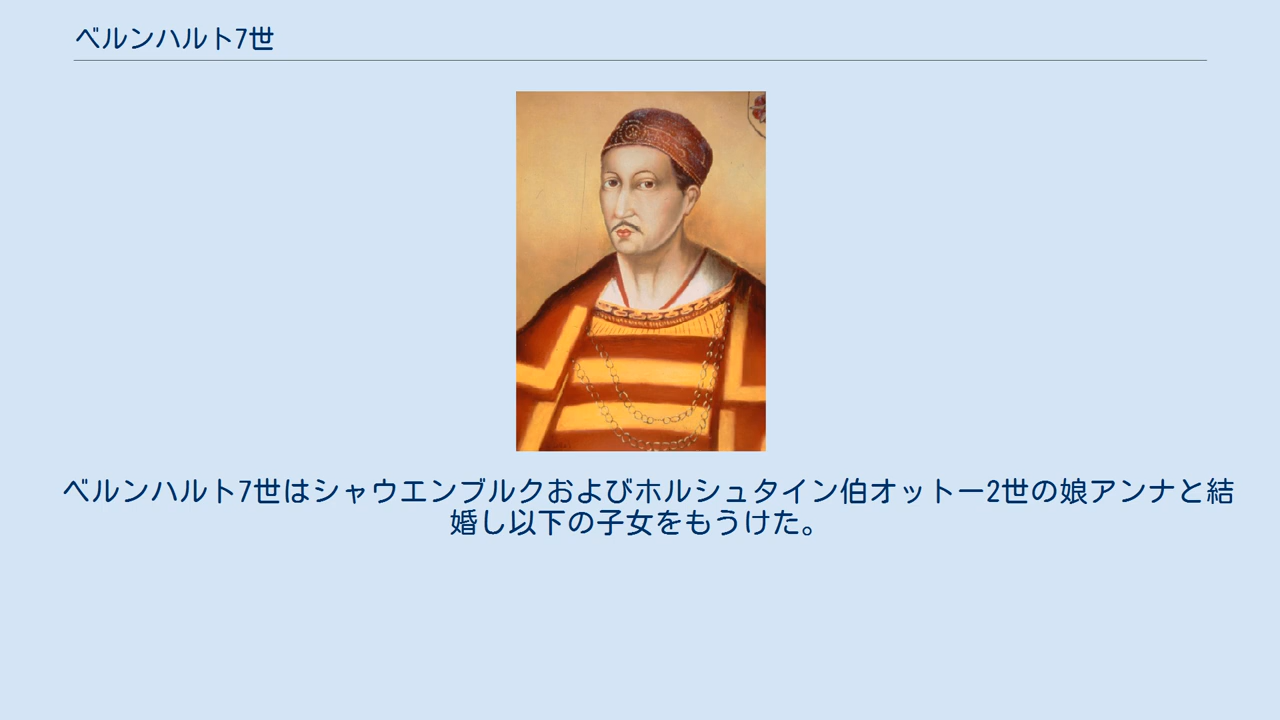 ベルンハルト7世
ベルンハルト7世はシャウエンブルクおよびホルシュタイン伯オットー2世の娘アンナと結
婚し以下の子女をもうけた。